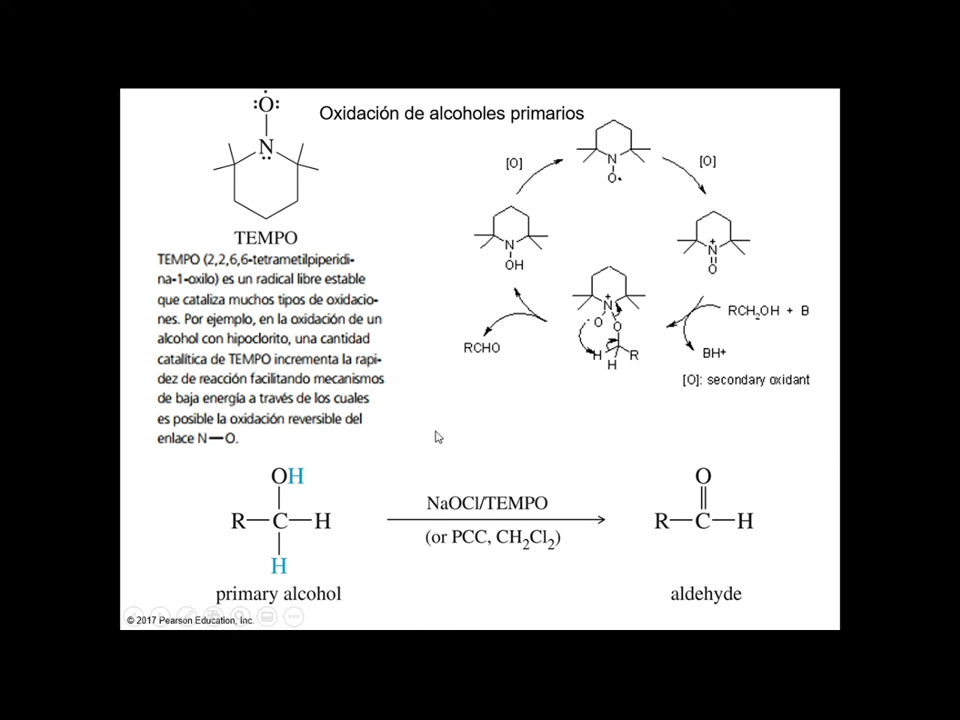 Oxidación de alcoholes primarios
:O:
N
TEMPO
TEMPO (2,2,6,6-tetrametilpiperidi-
na-1-oxilo) es un radical libre estable
que cataliza muchos tipos de oxidacio-
nes. Por ejemplo, en la oxidación de un
alcohol con hipoclorito, una cantidad
catalítica de TEMPO incrementa la rapi-
dez de reacción facilitando mecanismos
de baja energía a través de los cuales
es posible la oxidación reversible del
enlace N—O.
[O]
N
O•
[O]
N
OH
N+
O
N+
-O
O
H
R
H
RCHO
RCH2OH + B
BH+
[O]: secondary oxidant
OH
R—C—H
H
primary alcohol
NaOCl/TEMPO
(or PCC, CH2Cl2)
O
R—C—H
aldehyde
© 2017 Pearson Education, Inc.